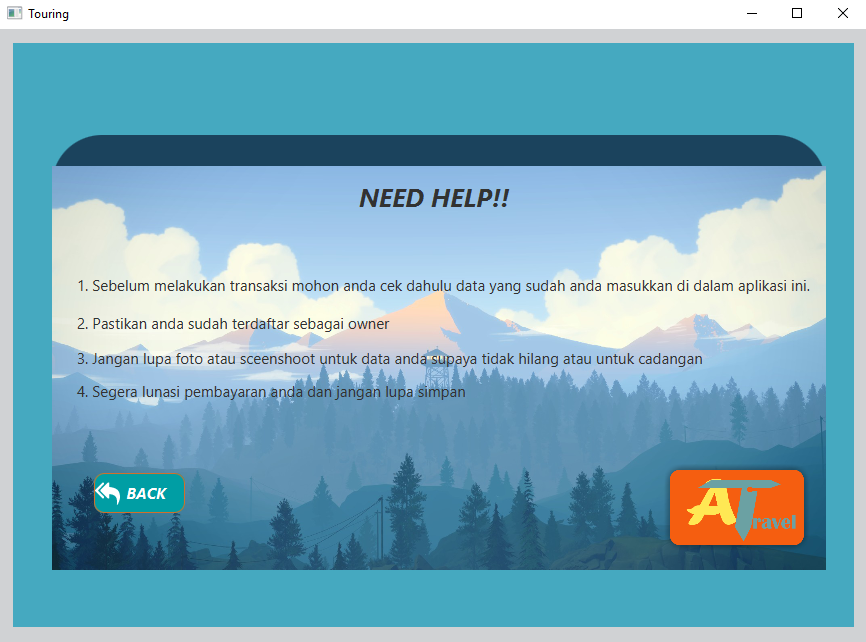 Touring
NEED HELP!!
1. Sebelum melakukan transaksi mohon anda cek dahulu data yang sudah anda masukkan di dalam aplikasi ini.
2. Pastikan anda sudah terdaftar sebagai owner
3. Jangan lupa foto atau sceenshoot untuk data anda supaya tidak hilang atau untuk cadangan
4. Segera lunasi pembayaran anda dan jangan lupa simpan
BACK
ATravel